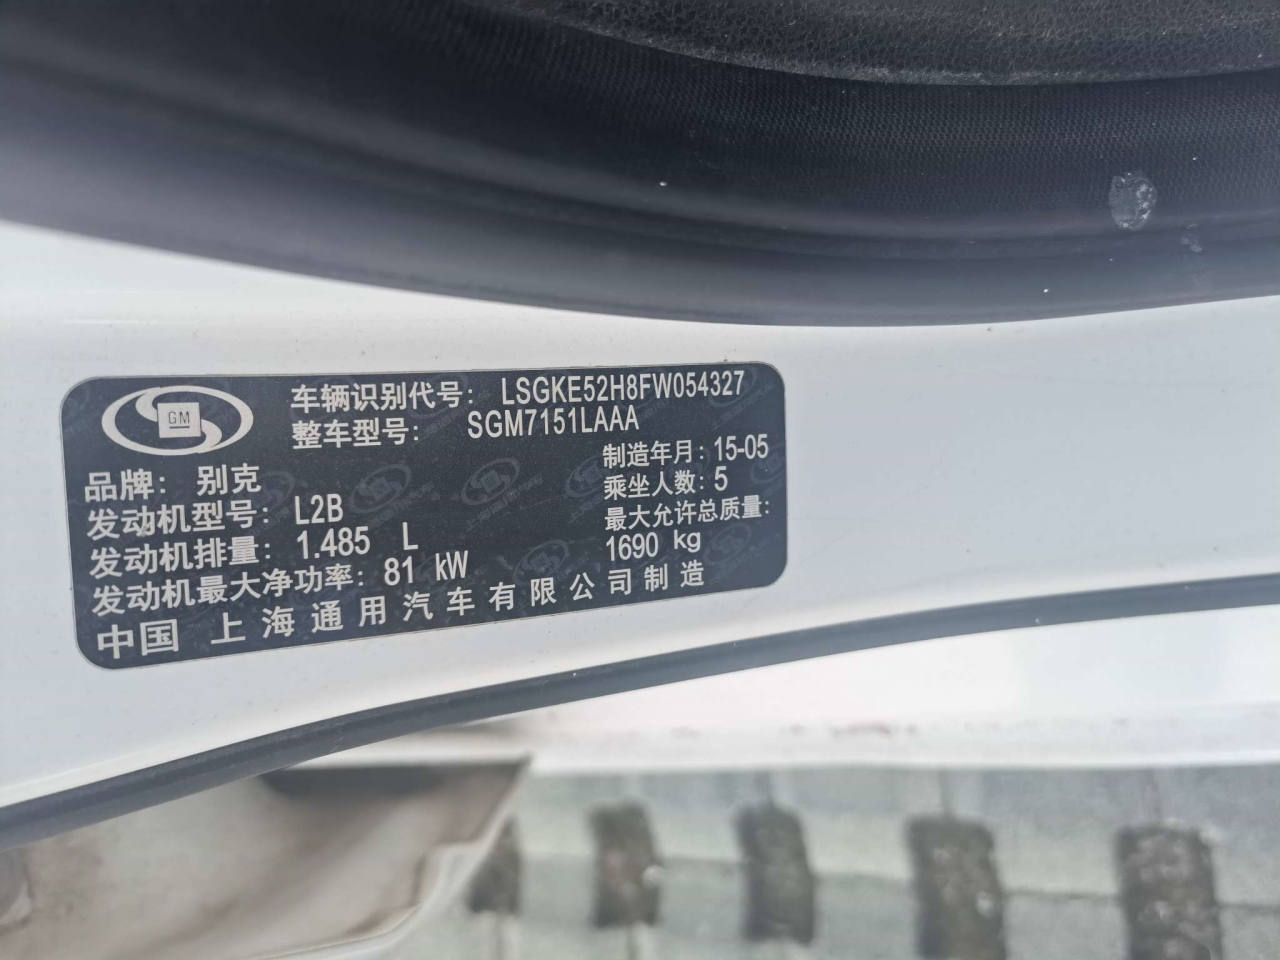 GM
车辆识别代号: LSGKE52H8FW054327
整车型号: SGM7151LAAA
品牌: 别克
制造年月: 15-05
发动机型号: L2B
乘坐人数: 5
发动机排量: 1.485 L
最大允许总质量:
1690 kg
发动机最大净功率: 81 kW
中国 上海通用汽车有限公司制造